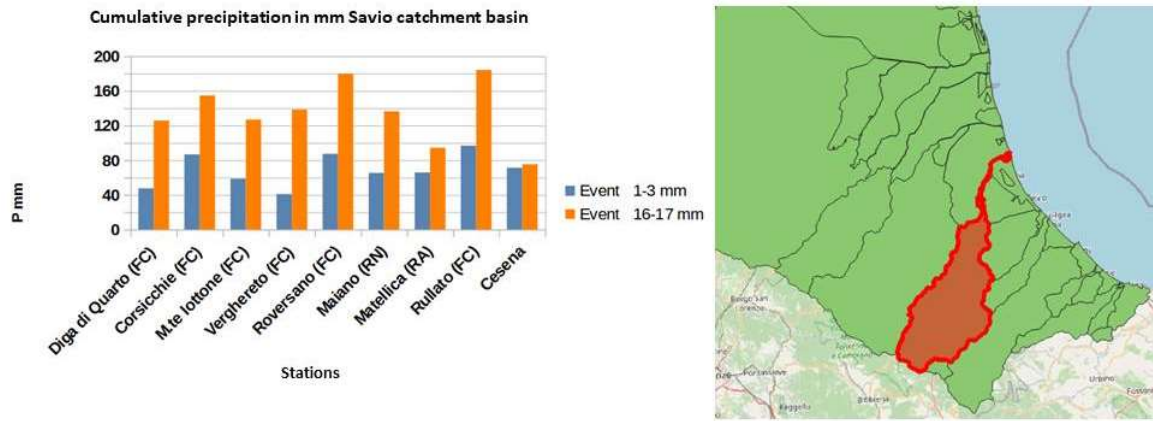 Cumulative precipitation in mm Savio catchment basin
P mm
200
160
120
80
40
0
Diga di Quarto (FC)
Corsicchie (FC)
M.te Iottone (FC)
Verghereto (FC)
Roversano (FC)
Maiano (RN)
Matellica (RA)
Rullato (FC)
Cesena
Stations
Event 1-3 mm
Event 16-17 mm
Urbino